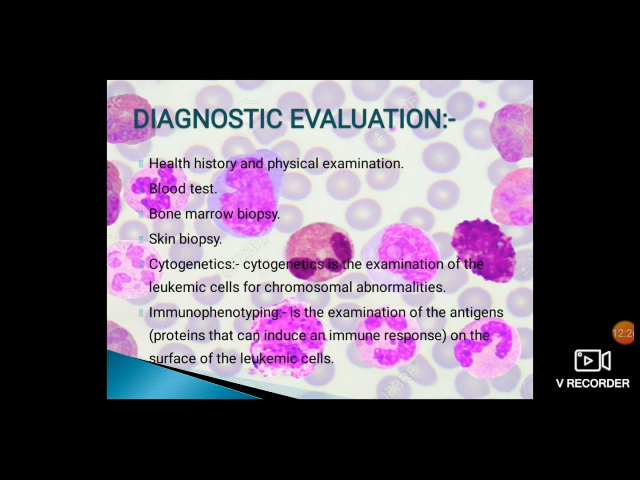 DIAGNOSTIC EVALUATION:-
Health history and physical examination.
Blood test.
Bone marrow biopsy.
Skin biopsy.
Cytogenetics:- cytogenetics is the examination of the
leukemic cells for chromosomal abnormalities.
Immunophenotyping:- is the examination of the antigens
(proteins that can induce an immune response) on the
surface of the leukemic cells.
V RECORDER